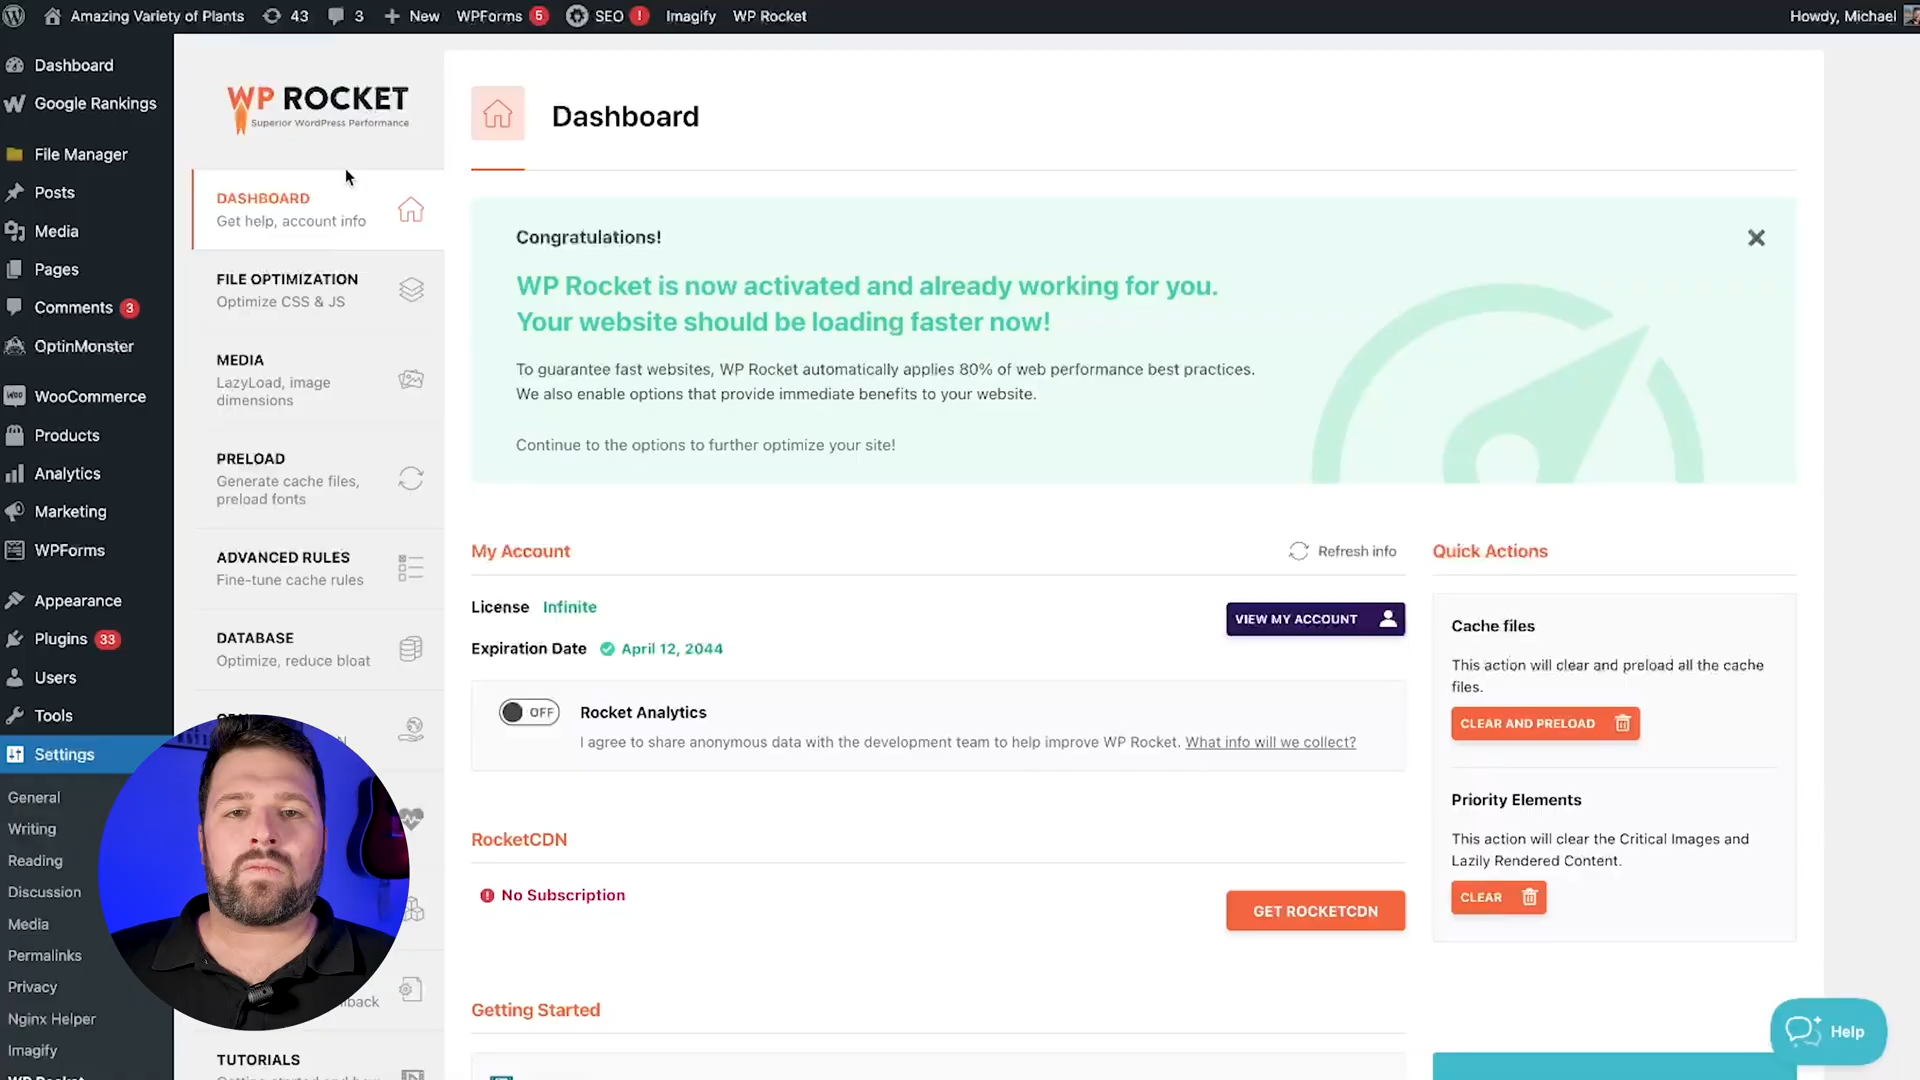 Amazing Variety of Plants 43 3 New WPForms 5 SEO ! Imagify WP Rocket Howdy, Michael
Dashboard
Google Rankings
File Manager
Posts
Media
Pages
Comments 3
OptinMonster
WooCommerce
Products
Analytics
Marketing
WPForms
Appearance
Plugins 33
Users
Tools
Settings
General
Writing
Reading
Discussion
Media
Permalinks
Privacy
Nginx Helper
Imagify
WP Rocket
WP ROCKET
Superior WordPress Performance
DASHBOARD
Get help, account info
FILE OPTIMIZATION
Optimize CSS & JS
MEDIA
LazyLoad, image
dimensions
PRELOAD
Generate cache files,
preload fonts
ADVANCED RULES
Fine-tune cache rules
DATABASE
Optimize, reduce bloat
TUTORIALS
Dashboard
Congratulations!
WP Rocket is now activated and already working for you.
Your website should be loading faster now!
To guarantee fast websites, WP Rocket automatically applies 80% of web performance best practices.
We also enable options that provide immediate benefits to your website.
Continue to the options to further optimize your site!
My Account
Refresh info
License Infinite
VIEW MY ACCOUNT
Expiration Date April 12, 2044
OFF Rocket Analytics
I agree to share anonymous data with the development team to help improve WP Rocket. What info will we collect?
RocketCDN
No Subscription
GET ROCKETCDN
Getting Started
Quick Actions
Cache files
This action will clear and preload all the cache
files.
CLEAR AND PRELOAD
Priority Elements
This action will clear the Critical Images and
Lazily Rendered Content.
CLEAR
Help